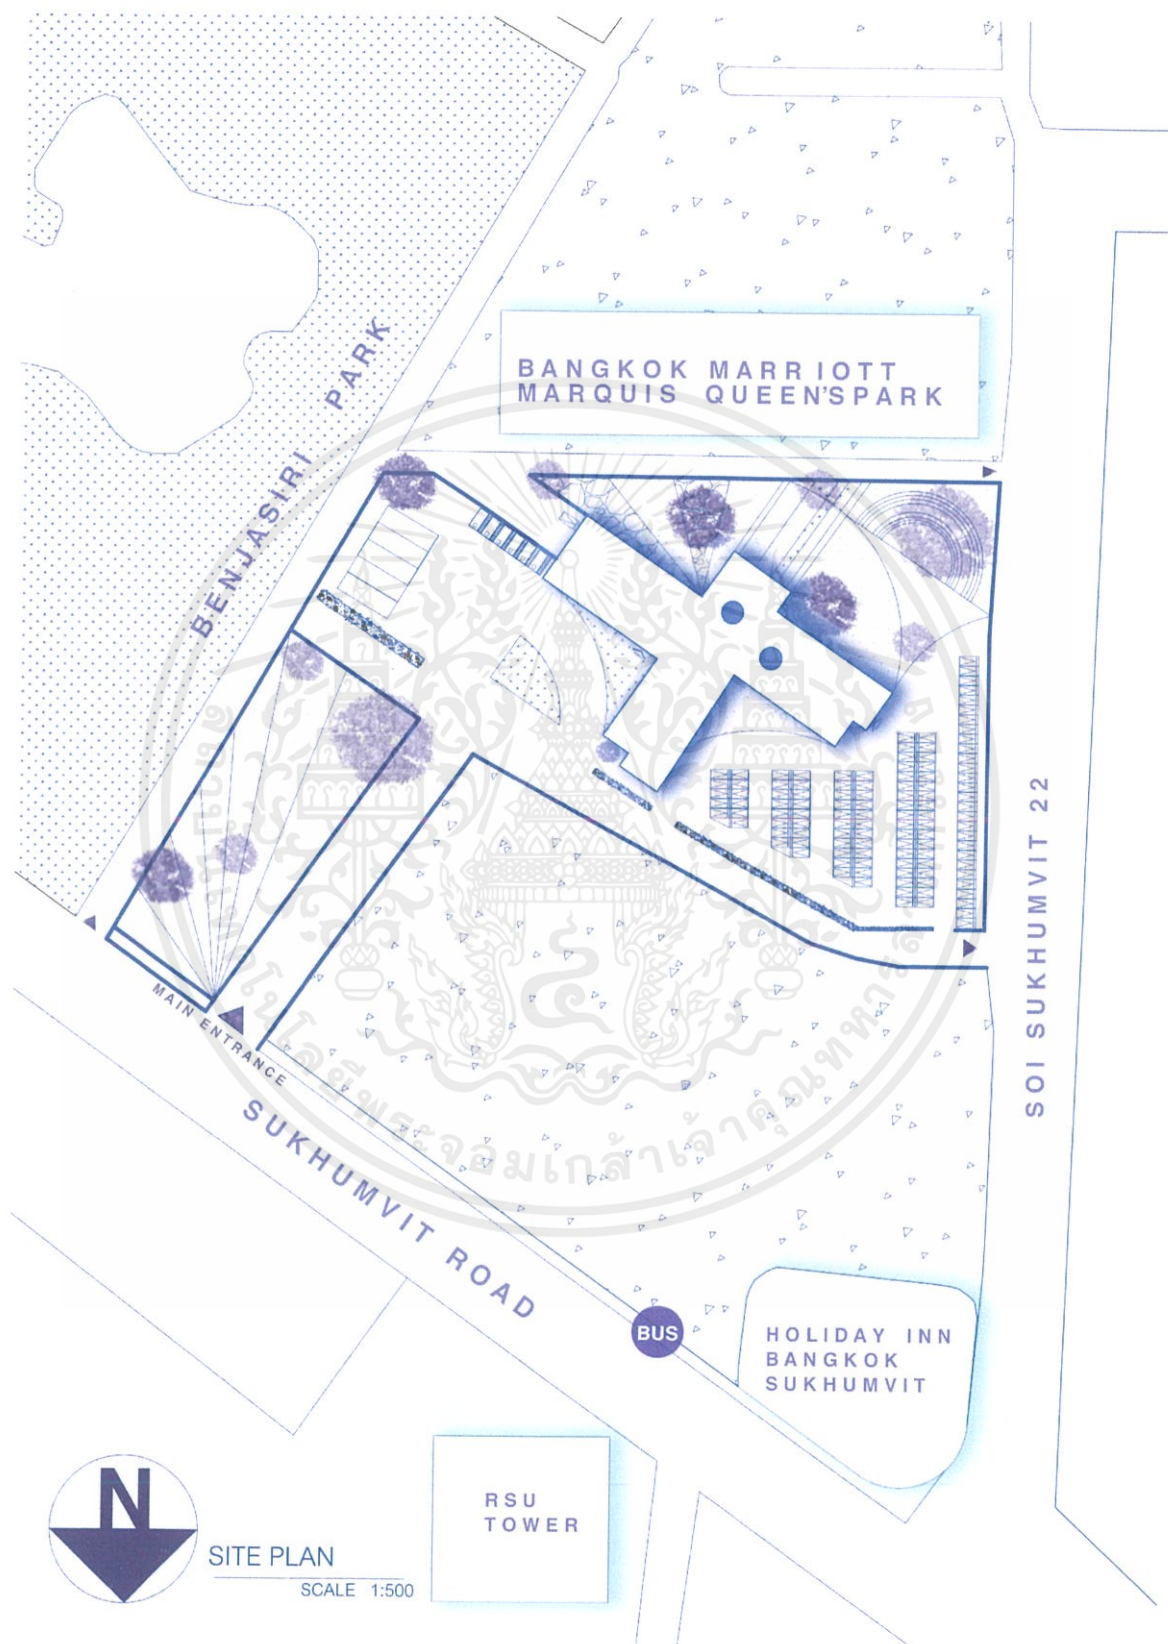 BANGKOK MARRIOTT
MARQUIS QUEEN'S PARK
BENJASIRI PARK
SOI SUKHUMVIT 22
MAIN ENTRANCE
SUKHUMVIT ROAD
BUS
HOLIDAY INN
BANGKOK
SUKHUMVIT
RSU
TOWER
N
SITE PLAN
SCALE 1:500